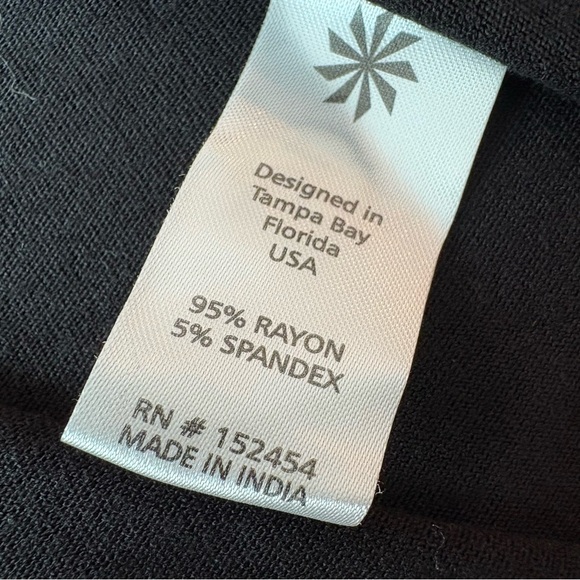 Designed in
Tampa Bay
Florida
USA
95% RAYON
5% SPANDEX
RN # 152454
MADE IN INDIA